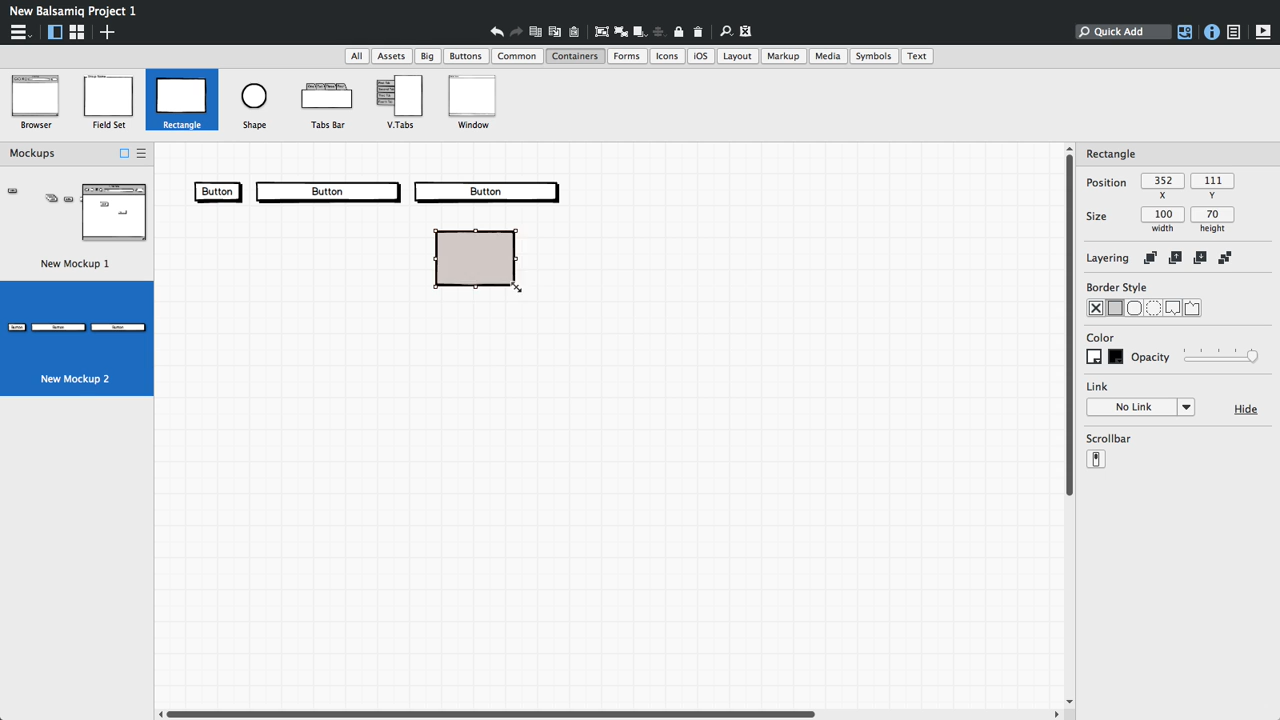 New Balsamiq Project 1
Quick Add
All Assets Big Buttons Common Containers Forms Icons iOS Layout Markup Media Symbols Text
Browser Field Set Rectangle Shape Tabs Bar V.Tabs Window
Mockups
New Mockup 1
Button Button Button
New Mockup 2
Button Button Button
Rectangle
Position 352 111
X Y
Size 100 70
width height
Layering
Border Style
Color
Opacity
Link
No Link Hide
Scrollbar